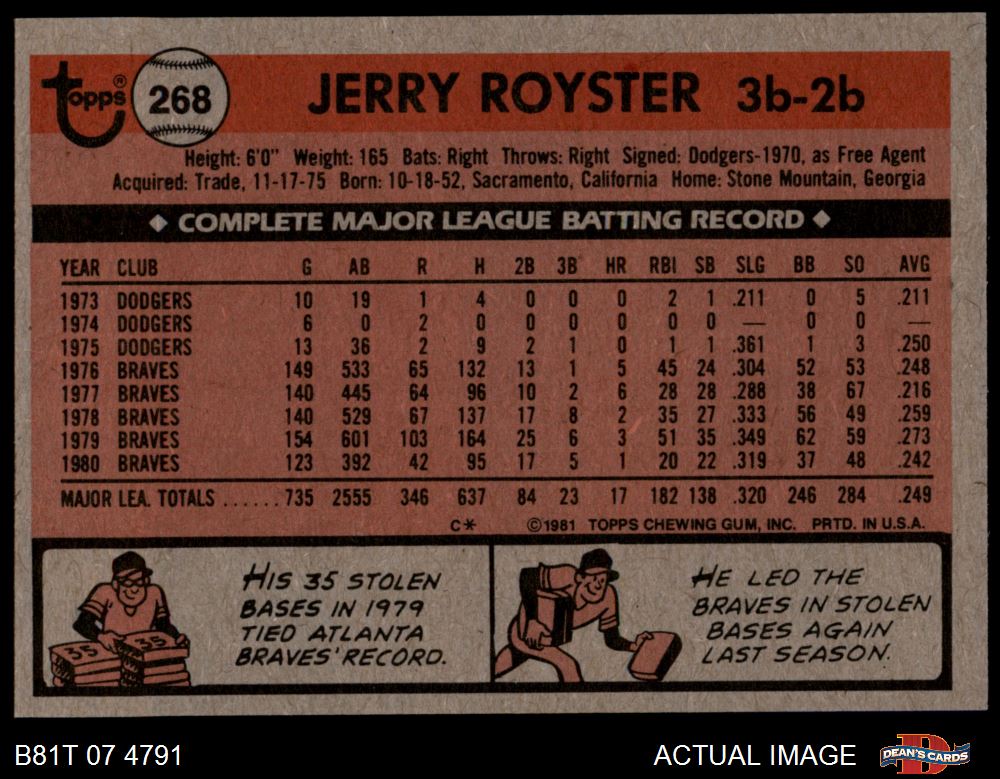 Topps® 268 JERRY ROYSTER 3b-2b
Height: 6'0" Weight: 165 Bats: Right Throws: Right Signed: Dodgers-1970, as Free Agent
Acquired: Trade, 11-17-75 Born: 10-18-52, Sacramento, California Home: Stone Mountain, Georgia
◆ COMPLETE MAJOR LEAGUE BATTING RECORD ◆
YEAR CLUB G AB R H 2B 3B HR RBI SB SLG BB SO AVG
1973 DODGERS 10 19 1 4 0 0 0 2 1 .211 0 5 .211
1974 DODGERS 6 0 2 0 0 0 0 0 0 — 0 0 —
1975 DODGERS 13 36 2 9 2 1 0 1 1 .361 1 3 .250
1976 BRAVES 149 533 65 132 13 1 5 45 24 .304 52 53 .248
1977 BRAVES 140 445 64 96 10 2 6 28 28 .288 38 67 .216
1978 BRAVES 140 529 67 137 17 8 2 35 27 .333 56 49 .259
1979 BRAVES 154 601 103 164 25 6 3 51 35 .349 62 59 .273
1980 BRAVES 123 392 42 95 17 5 1 20 22 .319 37 48 .242
MAJOR LEA. TOTALS ......735 2555 346 637 84 23 17 182 138 .320 246 284 .249
C* ©1981 TOPPS CHEWING GUM, INC. PRTD. IN U.S.A.
35 35
HIS 35 STOLEN
BASES IN 1979
TIED ATLANTA
BRAVES' RECORD.
HE LED THE
BRAVES IN STOLEN
BASES AGAIN
LAST SEASON.
B81T 07 4791 ACTUAL IMAGE DEAN'S CARDS